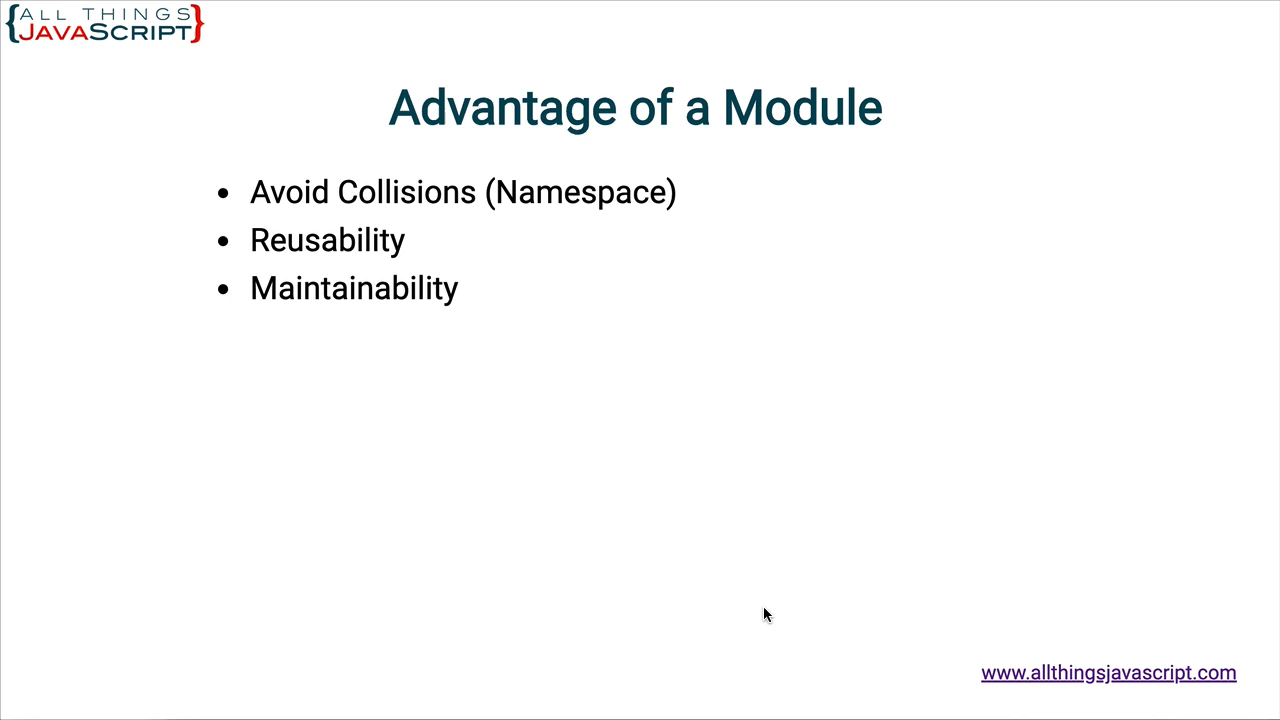 {ALL THINGS
JAVASCRIPT}
Advantage of a Module
• Avoid Collisions (Namespace)
• Reusability
• Maintainability
www.allthingsjavascript.com